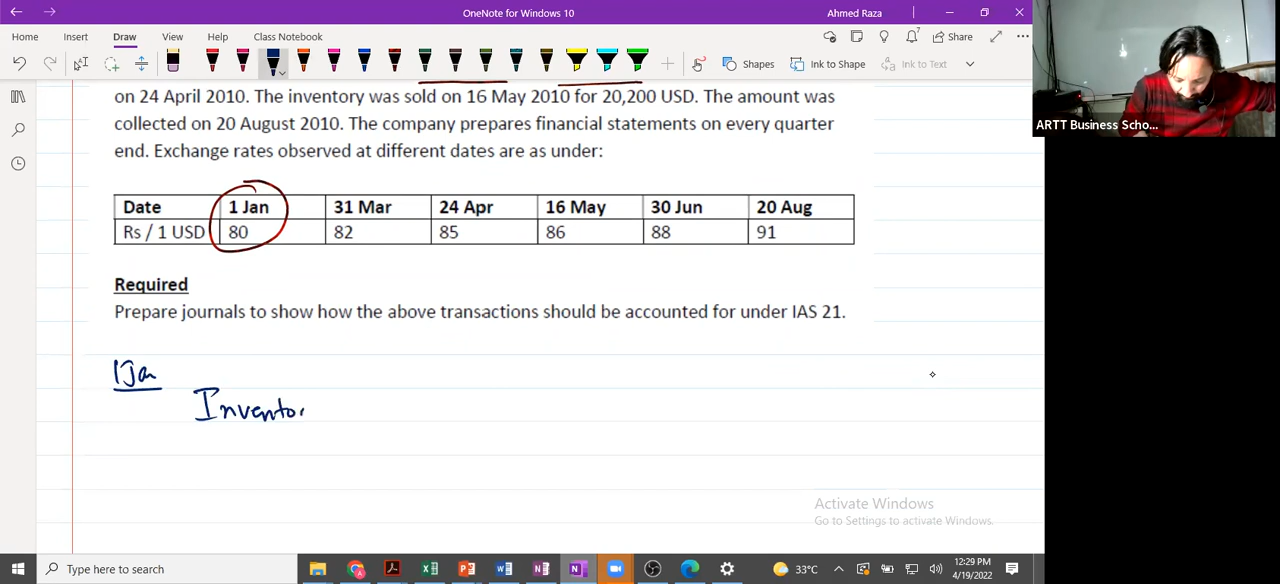 OneNote for Windows 10
Ahmed Raza
Home Insert Draw View Help Class Notebook
Share
Shapes Ink to Shape Ink to Text
on 24 April 2010. The inventory was sold on 16 May 2010 for 20,200 USD. The amount was
collected on 20 August 2010. The company prepares financial statements on every quarter
end. Exchange rates observed at different dates are as under:
Date 1 Jan 31 Mar 24 Apr 16 May 30 Jun 20 Aug
Rs / 1 USD 80 82 85 86 88 91
Required
Prepare journals to show how the above transactions should be accounted for under IAS 21.
1 Jan
Inventor
Activate Windows
Go to Settings to activate Windows.
ARTT Business Scho...
Type here to search
33°C
12:29 PM
4/19/2022